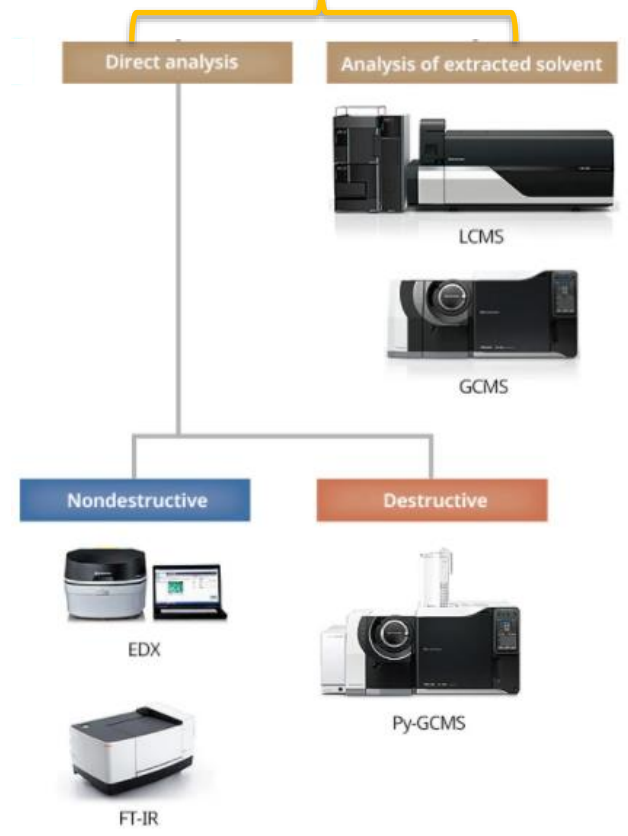 Direct analysis
Analysis of extracted solvent
LCMS
GCMS
Nondestructive
Destructive
EDX
Py-GCMS
FT-IR